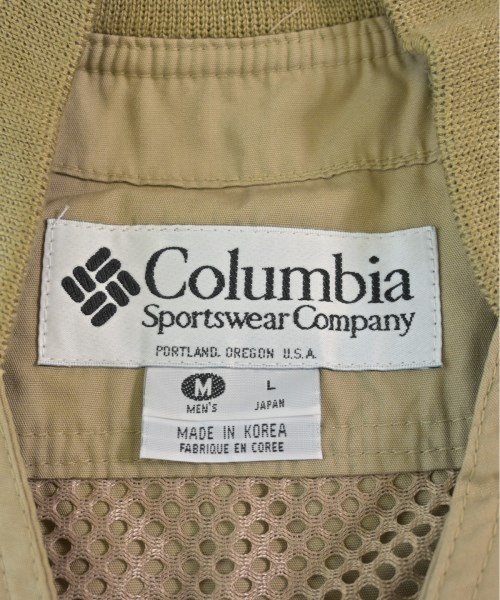 Columbia
Sportswear Company
PORTLAND. OREGON U.S.A.
M L
MEN'S JAPAN
MADE IN KOREA
FABRIQUE EN COREE